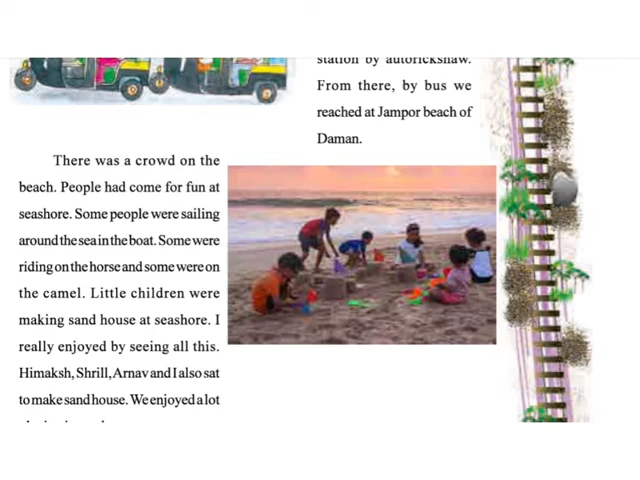 station by autorickshaw.
From there, by bus we
reached at Jampor beach of
Daman.
There was a crowd on the
beach. People had come for fun at
seashore. Some people were sailing
around the sea in the boat. Some were
riding on the horse and some were on
the camel. Little children were
making sand house at seashore. I
really enjoyed by seeing all this.
Himaksh, Shrill, Arnav and I also sat
to make sand house. We enjoyed a lot